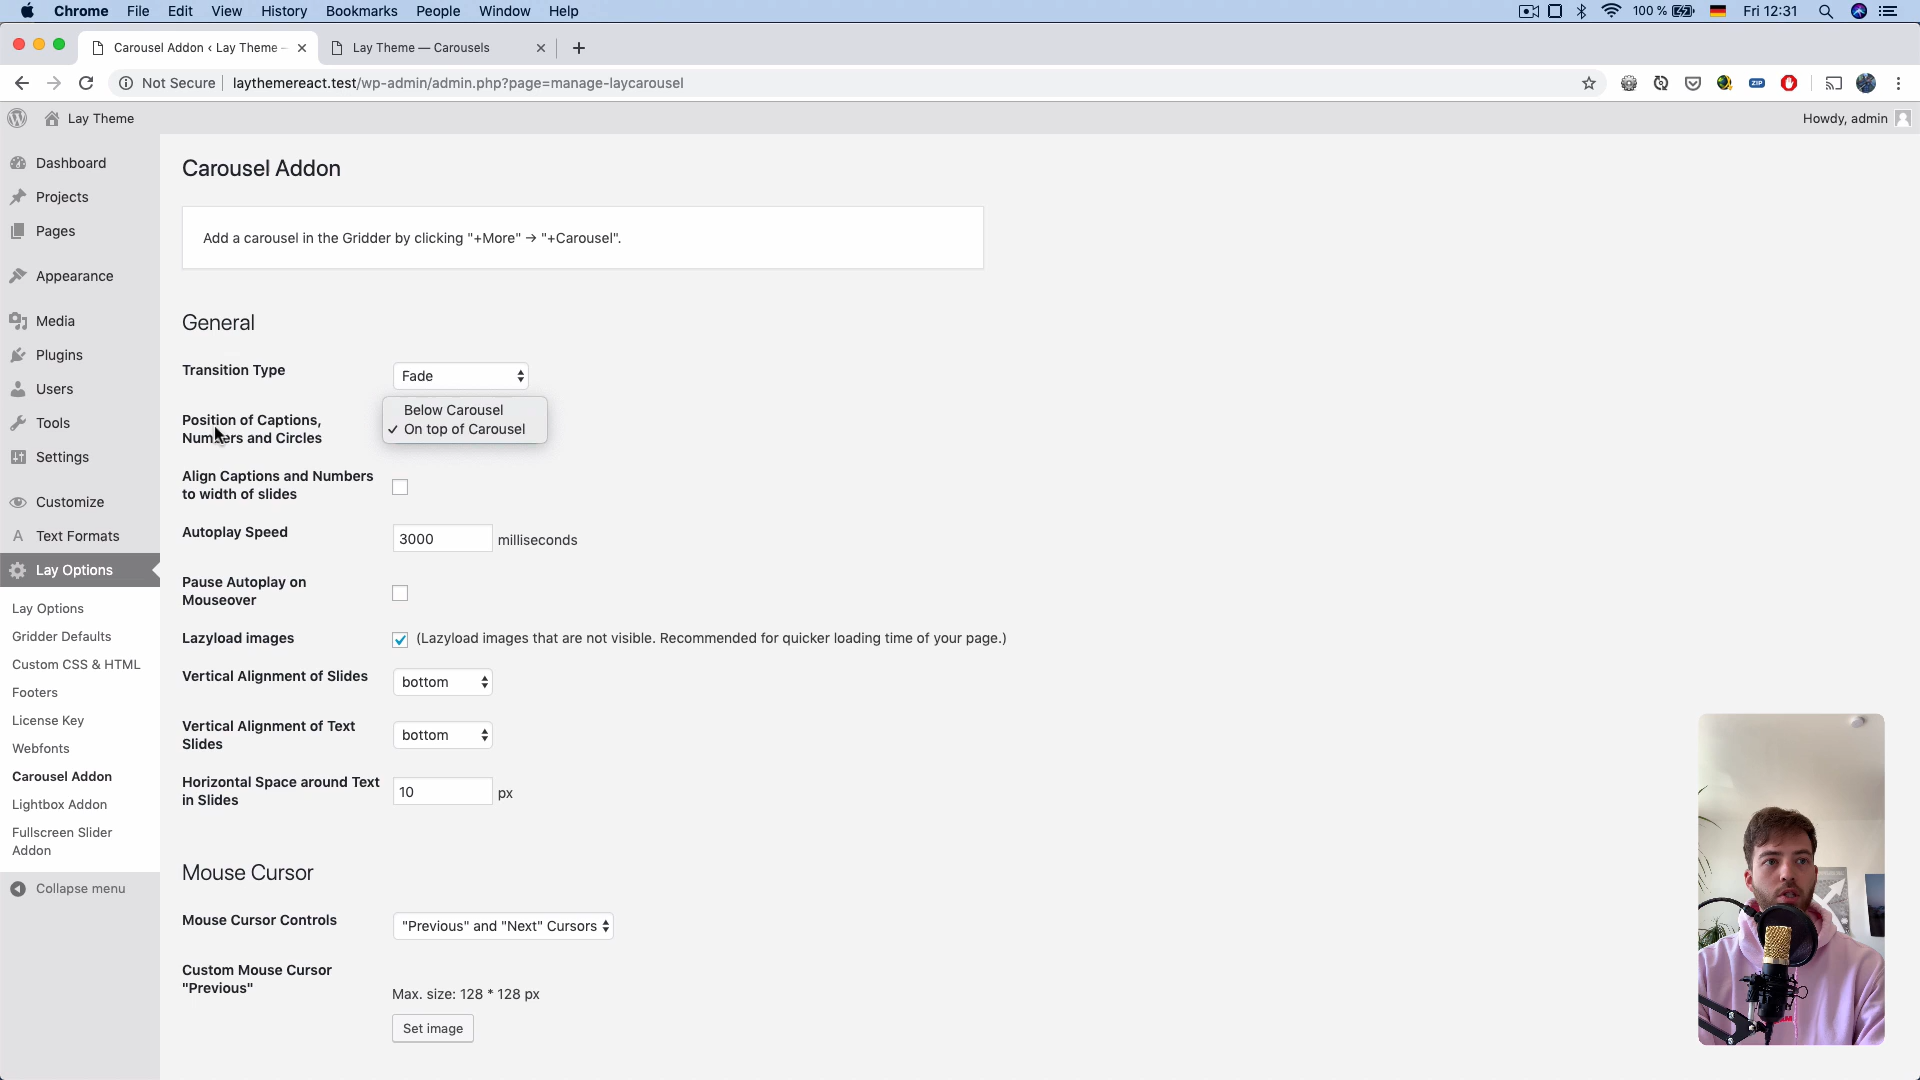 Chrome File Edit View History Bookmarks People Window Help 100 % Fri 12:31
Carousel Addon ‹ Lay Theme – Lay Theme — Carousels
Not Secure laythemereact.test/wp-admin/admin.php?page=manage-laycarousel ZIP
Lay Theme Howdy, admin
Dashboard
Projects
Pages
Appearance
Media
Plugins
Users
Tools
Settings
Customize
Text Formats
Lay Options
Lay Options
Gridder Defaults
Custom CSS & HTML
Footers
License Key
Webfonts
Carousel Addon
Lightbox Addon
Fullscreen Slider
Addon
Collapse menu
Carousel Addon
Add a carousel in the Gridder by clicking "+More" → "+Carousel".
General
Transition Type Fade
Position of Captions,
Numbers and Circles
Below Carousel
✓ On top of Carousel
Align Captions and Numbers
to width of slides
Autoplay Speed 3000 milliseconds
Pause Autoplay on
Mouseover
Lazyload images (Lazyload images that are not visible. Recommended for quicker loading time of your page.)
Vertical Alignment of Slides bottom
Vertical Alignment of Text
Slides
bottom
Horizontal Space around Text
in Slides
10 px
Mouse Cursor
Mouse Cursor Controls "Previous" and "Next" Cursors
Custom Mouse Cursor
"Previous"
Max. size: 128 * 128 px
Set image